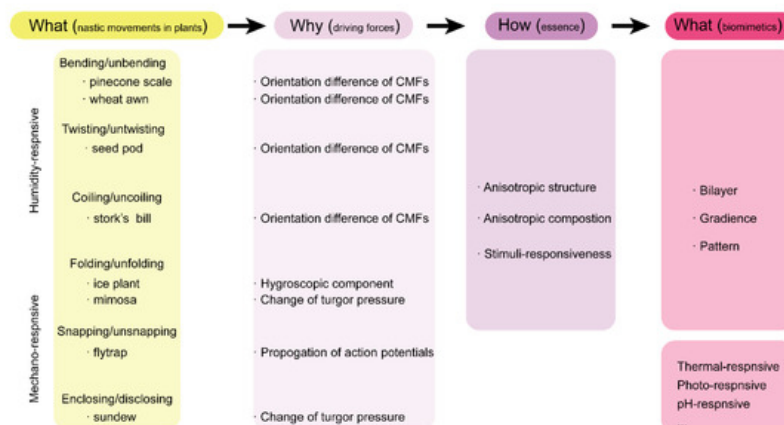 What (nastic movements in plants)
Why (driving forces)
How (essence)
What (biomimetics)
Humidity-respnsive
Mechano-respnsive
Bending/unbending
· pinecone scale
· wheat awn
Twisting/untwisting
· seed pod
Coiling/uncoiling
· stork's bill
Folding/unfolding
· ice plant
· mimosa
Snapping/unsnapping
· flytrap
Enclosing/disclosing
· sundew
· Orientation difference of CMFs
· Orientation difference of CMFs
· Orientation difference of CMFs
· Orientation difference of CMFs
· Hygroscopic component
· Change of turgor pressure
· Propogation of action potentials
· Change of turgor pressure
· Anisotropic structure
· Anisotropic compostion
· Stimuli-responsiveness
· Bilayer
· Gradience
· Pattern
Thermal-respnsive
Photo-respnsive
pH-respnsive